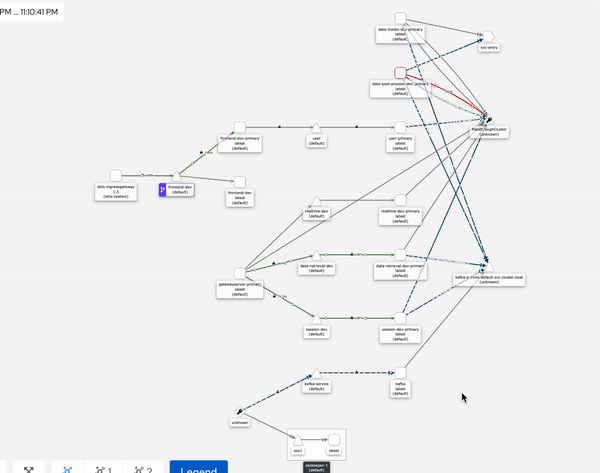 PM ... 11:10:41 PM
data-model-dev-primary
latest
(default)
svc-entry
data-post-process-dev-primary
latest
(default)
PassthroughCluster
(unknown)
frontend-dev-primary
latest
(default)
user
(default)
user-primary
latest
(default)
istio-ingressgateway
1.5
(istio-system)
frontend-dev
(default)
frontend-dev
latest
(default)
realtime-dev
(default)
realtime-dev-primary
latest
(default)
data-retrieval-dev
(default)
data-retrieval-dev-primary
latest
(default)
kafka-service.default.svc.cluster.local
(unknown)
gatewayserver-primary
latest
(default)
session-dev
(default)
session-dev-primary
latest
(default)
kafka-service
(default)
kafka
latest
(default)
unknown
zoo1
latest
zookeeper-1
(default)
1
2
Legend